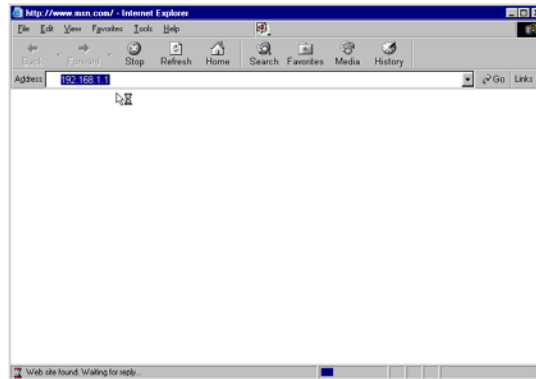 http://www.msn.com/ - Internet Explorer
File Edit View Favorites Tools Help
Back Forward Stop Refresh Home Search Favorites Media History
Address 192.168.1.1 Go Links
Web site found. Waiting for reply...